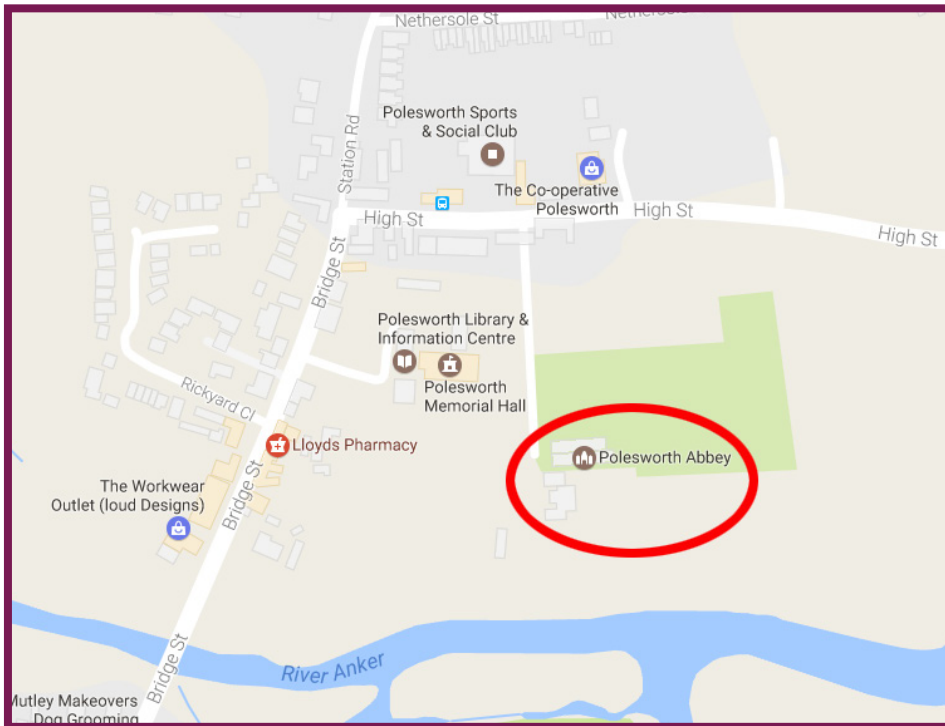 Nethersole St
Nethersole St
Polesworth Sports
& Social Club
Station Rd
The Co-operative
Polesworth
High St
High St
High St
Bridge St
Polesworth Library &
Information Centre
Polesworth
Memorial Hall
Rickyard Cl
Lloyds Pharmacy
Polesworth Abbey
The Workwear
Outlet (loud Designs)
Bridge St
River Anker
Bridge St
Mutley Makeovers
Dog Grooming